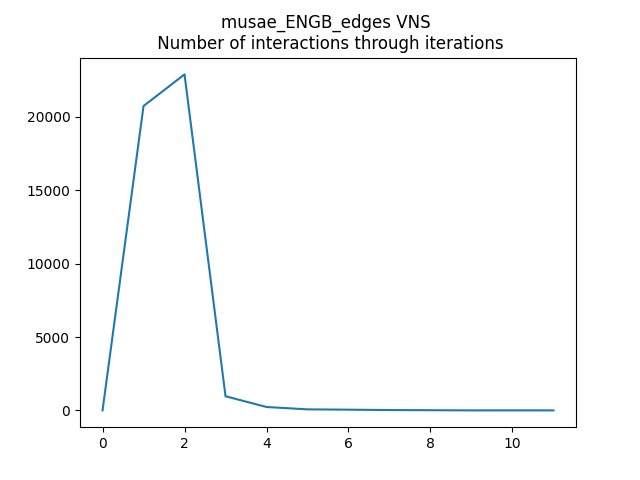 musae_ENGB_edges VNS
Number of interactions through iterations
20000
15000
10000
5000
0
0 2 4 6 8 10